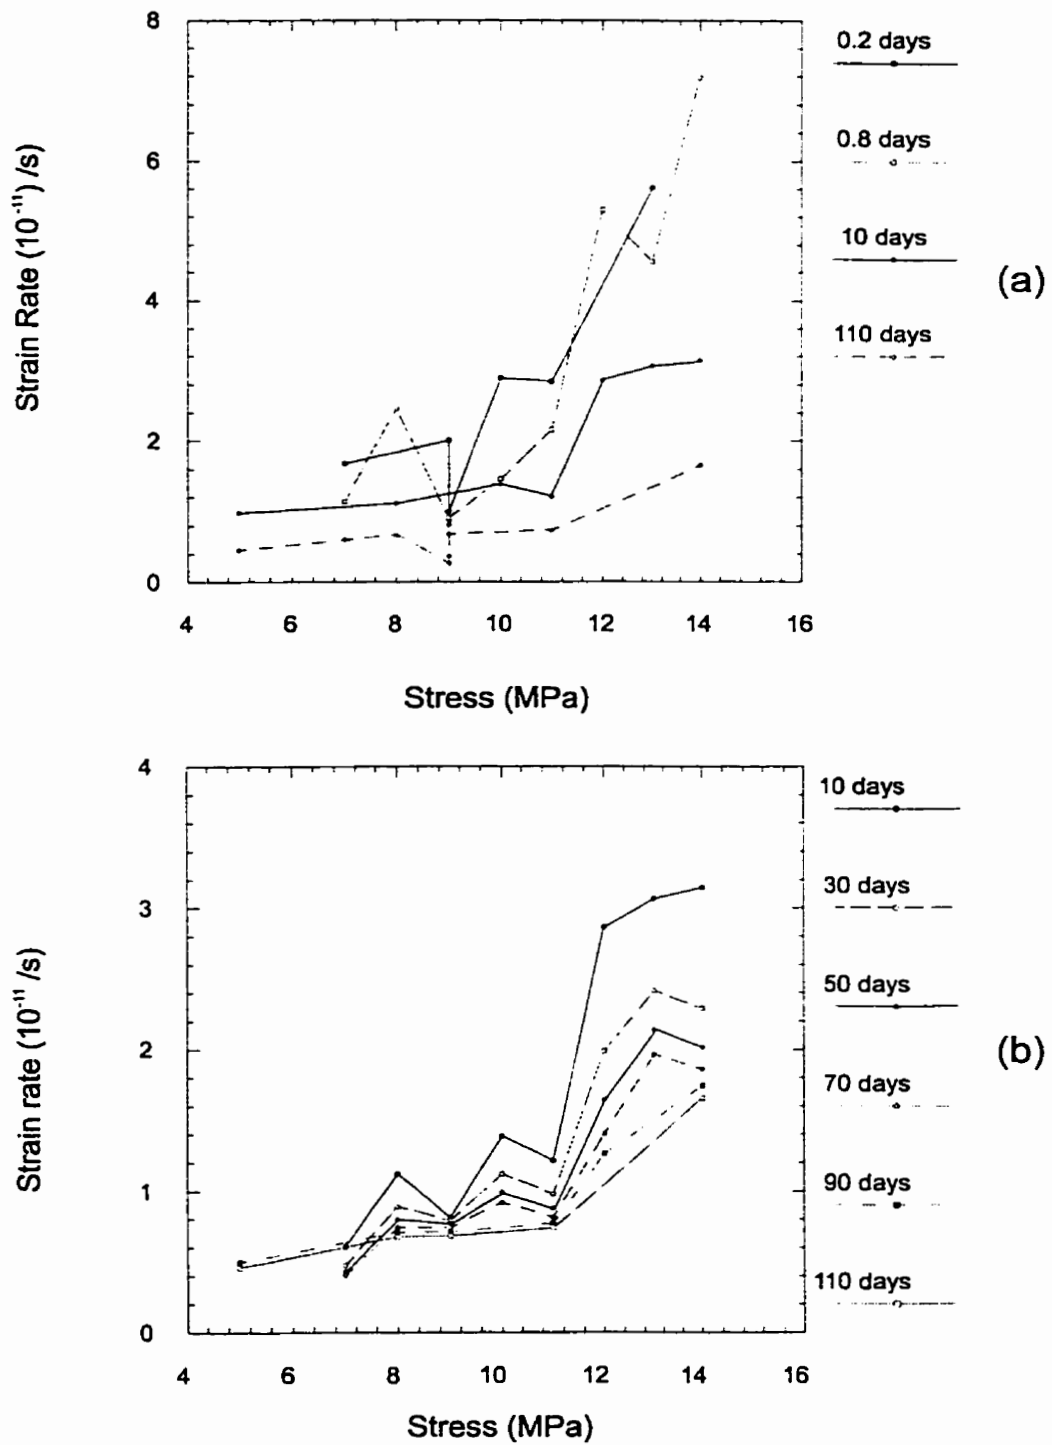 8
6
4
2
0
4 6 8 10 12 14 16
Strain Rate (10⁻¹¹) /s)
Stress (MPa)
0.2 days
0.8 days
10 days
110 days
(a)
4
3
2
1
0
4 6 8 10 12 14 16
Strain rate (10⁻¹¹ /s)
Stress (MPa)
10 days
30 days
50 days
70 days
90 days
110 days
(b)